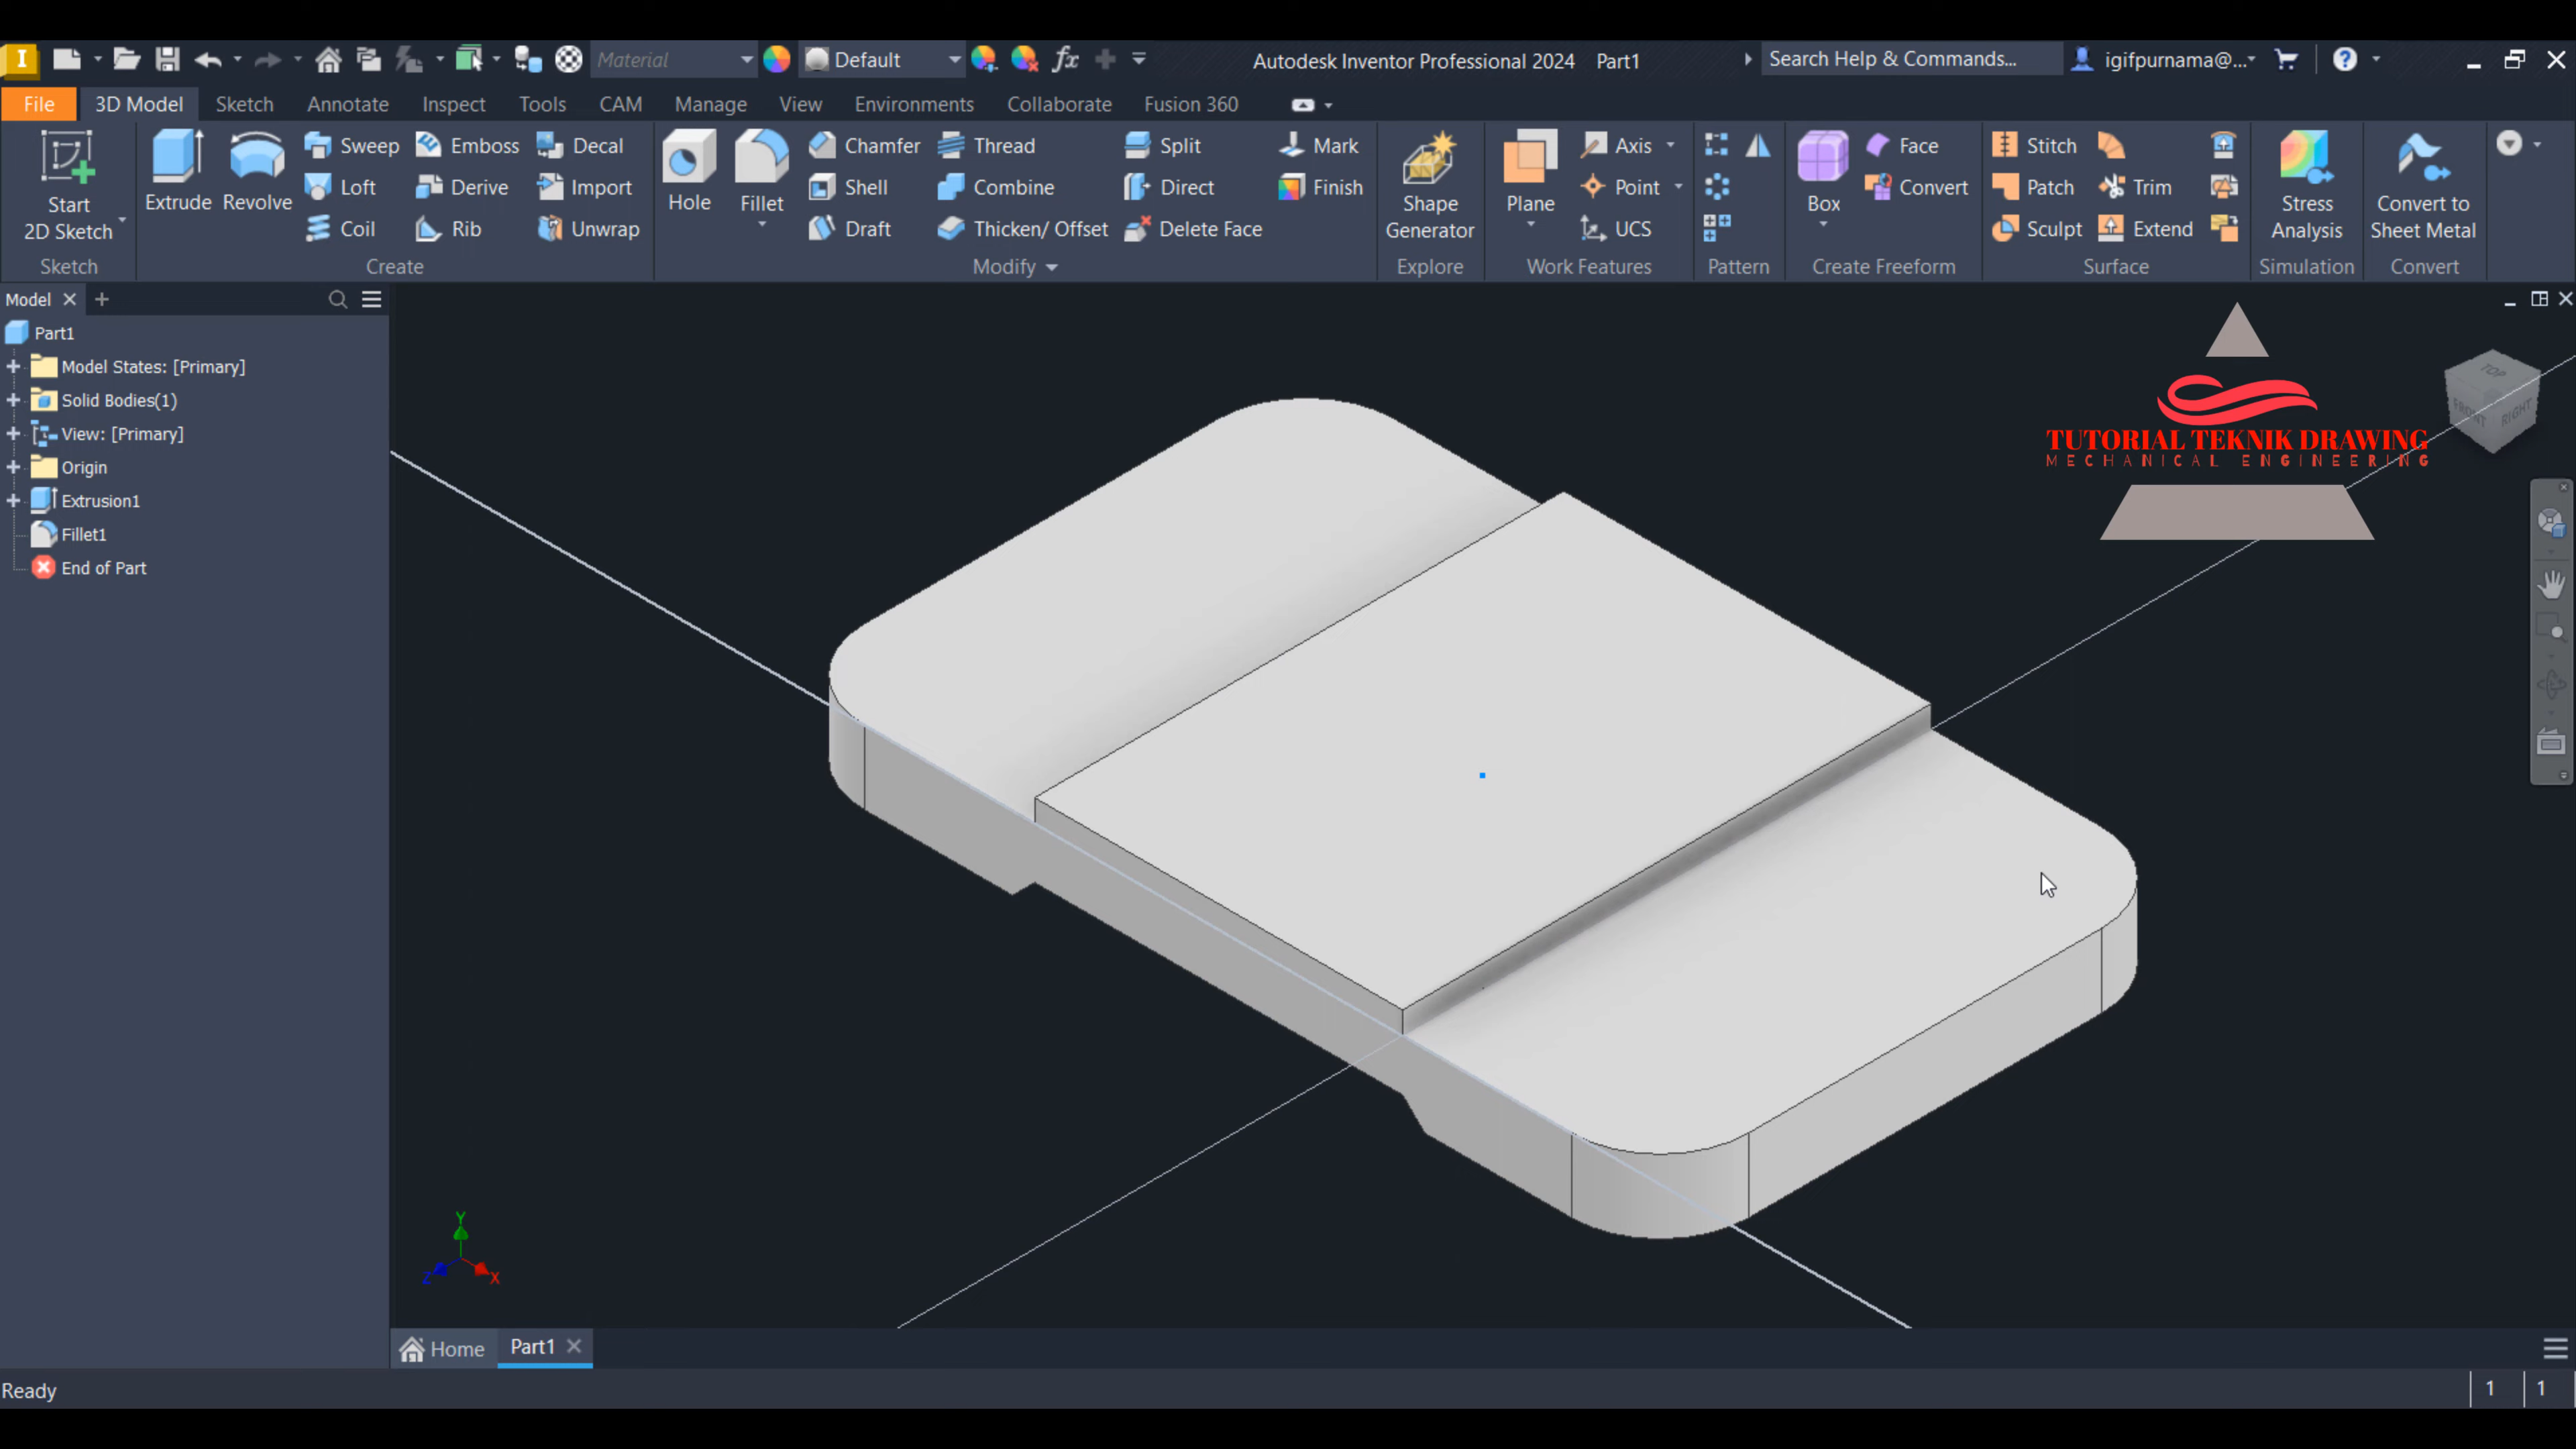 Material
Default
Autodesk Inventor Professional 2024 Part1
Search Help & Commands...
igifpurnama@...
File
3D Model
Sketch
Annotate
Inspect
Tools
CAM
Manage
View
Environments
Collaborate
Fusion 360
Start
2D Sketch
Extrude
Revolve
Sweep
Loft
Coil
Emboss
Derive
Rib
Decal
Import
Unwrap
Hole
Fillet
Chamfer
Shell
Draft
Thread
Combine
Thicken/ Offset
Split
Direct
Delete Face
Mark
Finish
Shape
Generator
Plane
Axis
Point
UCS
Box
Face
Convert
Stitch
Patch
Sculpt
Trim
Extend
Stress
Analysis
Convert to
Sheet Metal
Sketch
Create
Modify
Explore
Work Features
Pattern
Create Freeform
Surface
Simulation
Convert
Model
Part1
Model States: [Primary]
Solid Bodies(1)
View: [Primary]
Origin
Extrusion1
Fillet1
End of Part
TUTORIAL TEKNIK DRAWING
MECHANICAL ENGINEERING
TOP
FRONT
RIGHT
Y
Z
X
Home
Part1
Ready
1
1